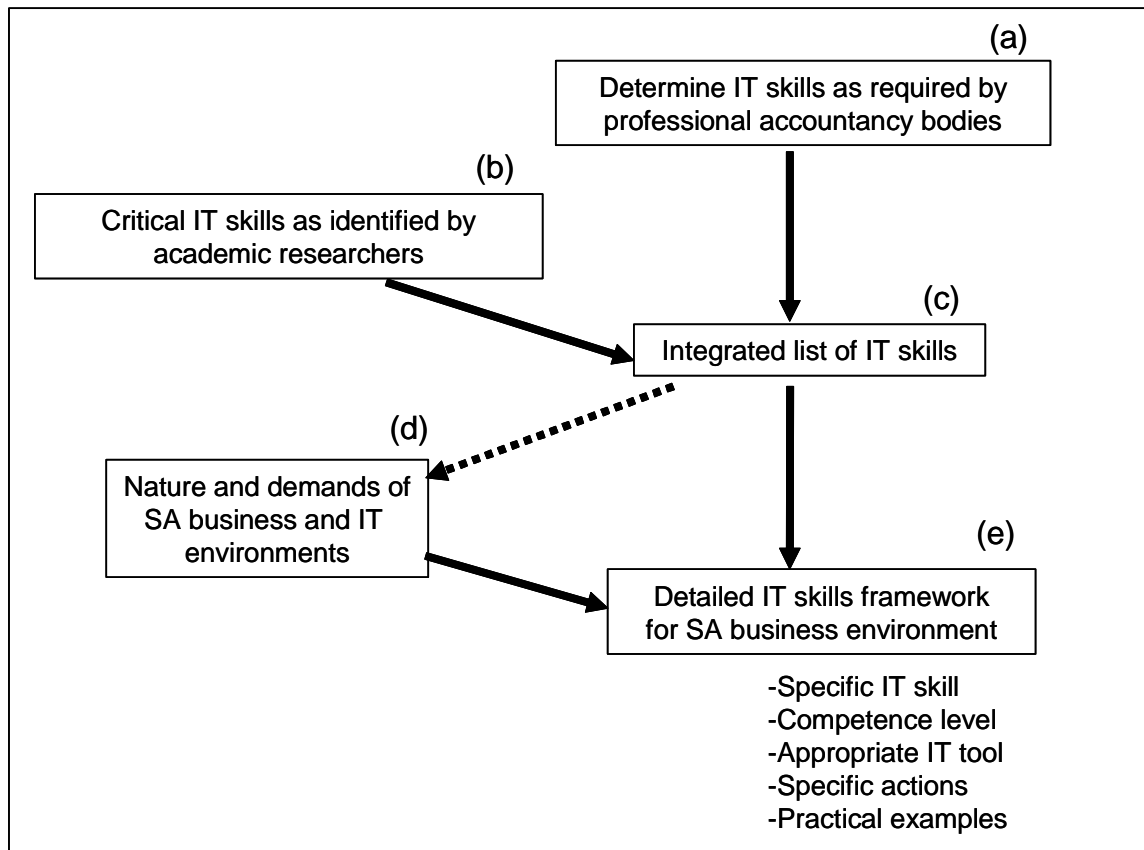 (a)
Determine IT skills as required by
professional accountancy bodies
(b)
Critical IT skills as identified by
academic researchers
(c)
Integrated list of IT skills
(d)
Nature and demands of
SA business and IT
environments
(e)
Detailed IT skills framework
for SA business environment
-Specific IT skill
-Competence level
-Appropriate IT tool
-Specific actions
-Practical examples